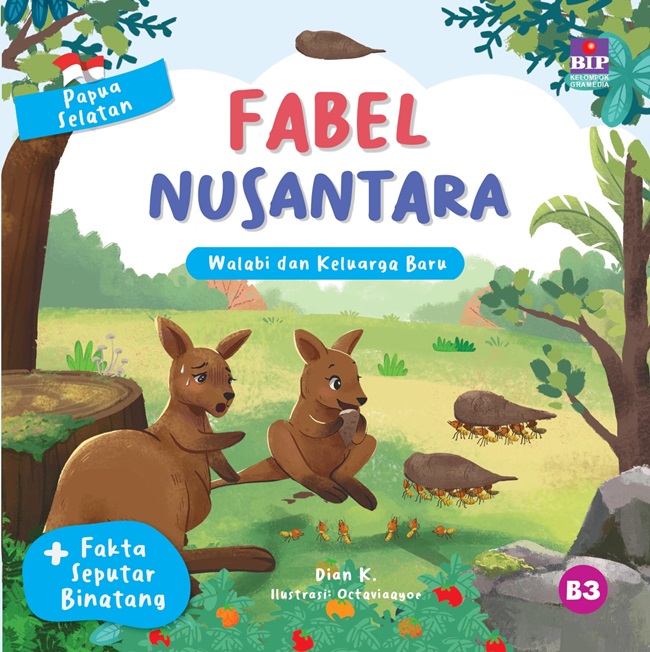 Papua
Selatan
BIP
KELOMPOK
GRAMEDIA
FABEL
NUSANTARA
Walabi dan Keluarga Baru
+ Fakta
Seputar
Binatang
Dian K.
Ilustrasi: Octaviaayoe
B3